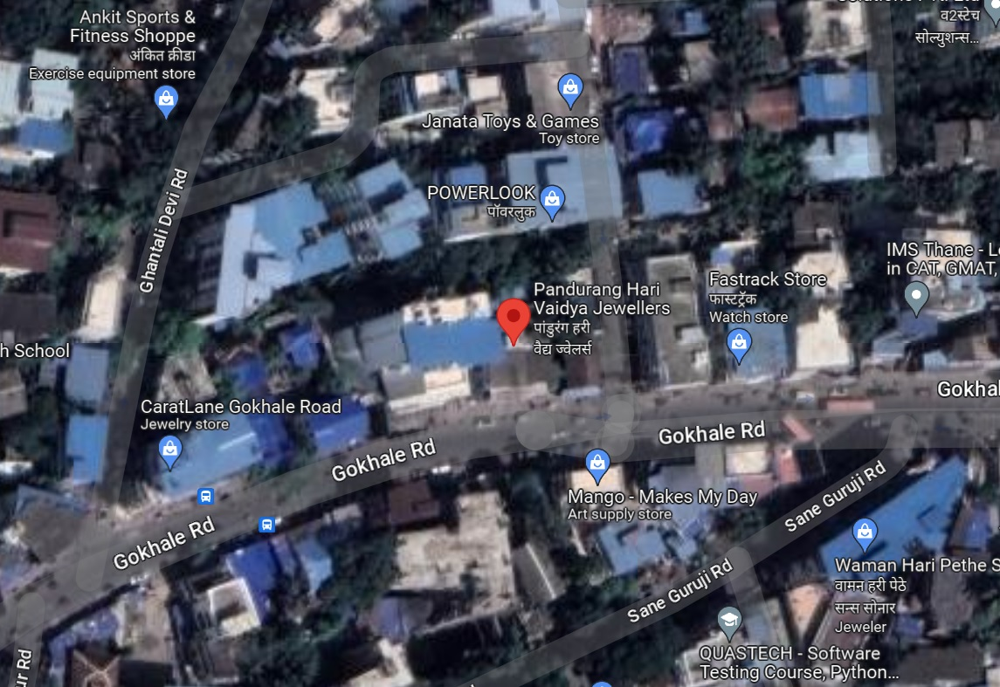 Ankit Sports &
Fitness Shoppe
अंकित क्रीडा
Exercise equipment store
व2स्टेच
सोल्युशन्स...
Janata Toys & Games
Toy store
Ghantali Devi Rd
POWERLOOK
पॉवरलुक
IMS Thane - L
in CAT, GMAT,
Fastrack Store
फास्टट्रॅक
Watch store
Pandurang Hari
Vaidya Jewellers
पांडुरंग हरी
वैद्य ज्वेलर्स
h School
Gokhal
CaratLane Gokhale Road
Jewelry store
Gokhale Rd
Gokhale Rd
Mango - Makes My Day
Art supply store
Sane Guruji Rd
Gokhale Rd
Waman Hari Pethe S
वामन हरी पेठे
सन्स सोनार
Jeweler
Sane Guruji Rd
QUASTECH - Software
Testing Course, Python...
ur Rd